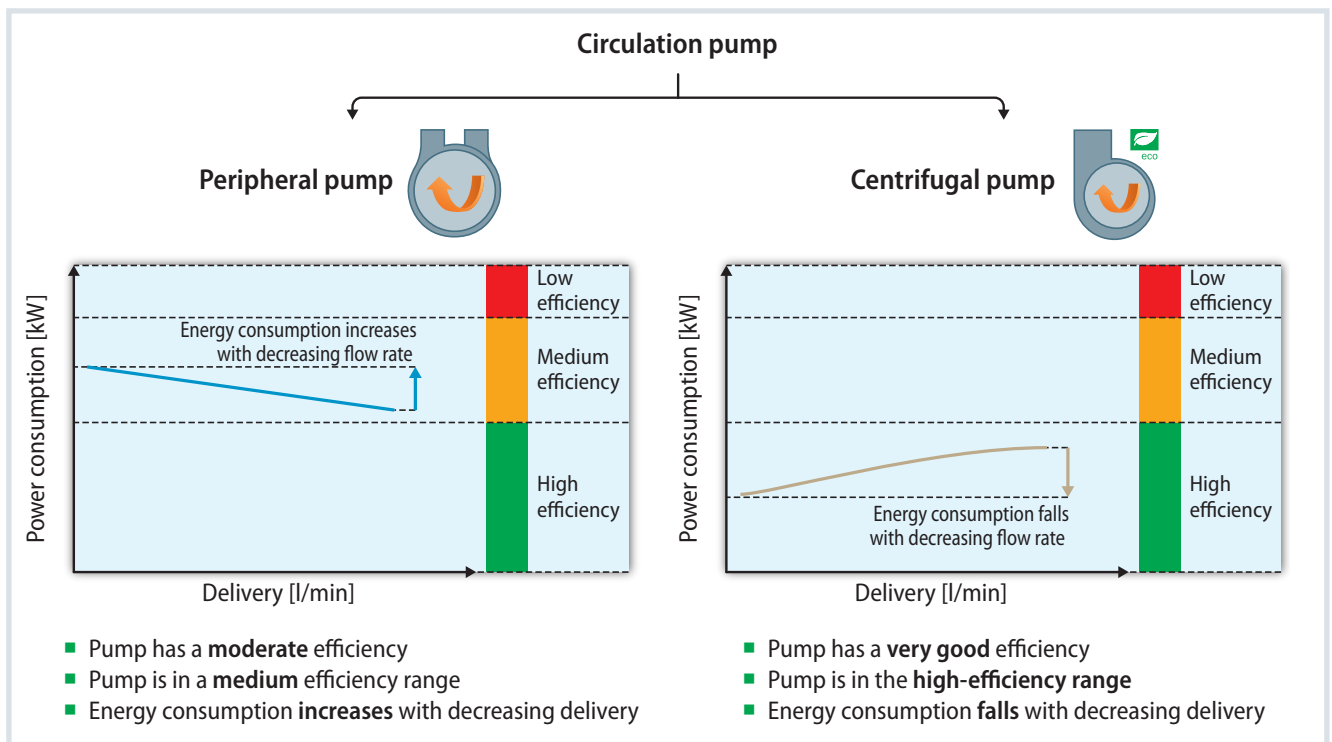 Circulation pump
Peripheral pump
Centrifugal pump
eco
Power consumption [kW]
Energy consumption increases
with decreasing flow rate
Low
efficiency
Medium
efficiency
High
efficiency
Delivery [l/min]
Power consumption [kW]
Low
efficiency
Medium
efficiency
High
efficiency
Energy consumption falls
with decreasing flow rate
Delivery [l/min]
Pump has a moderate efficiency
Pump is in a medium efficiency range
Energy consumption increases with decreasing delivery
Pump has a very good efficiency
Pump is in the high-efficiency range
Energy consumption falls with decreasing delivery